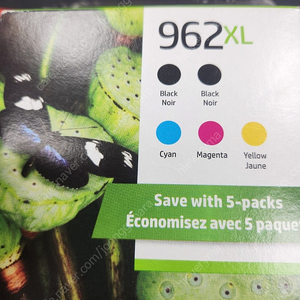 962XL
Black Black
Noir Noir
Cyan Magenta Yellow
Jaune
Save with 5-packs
Économisez avec 5 paque